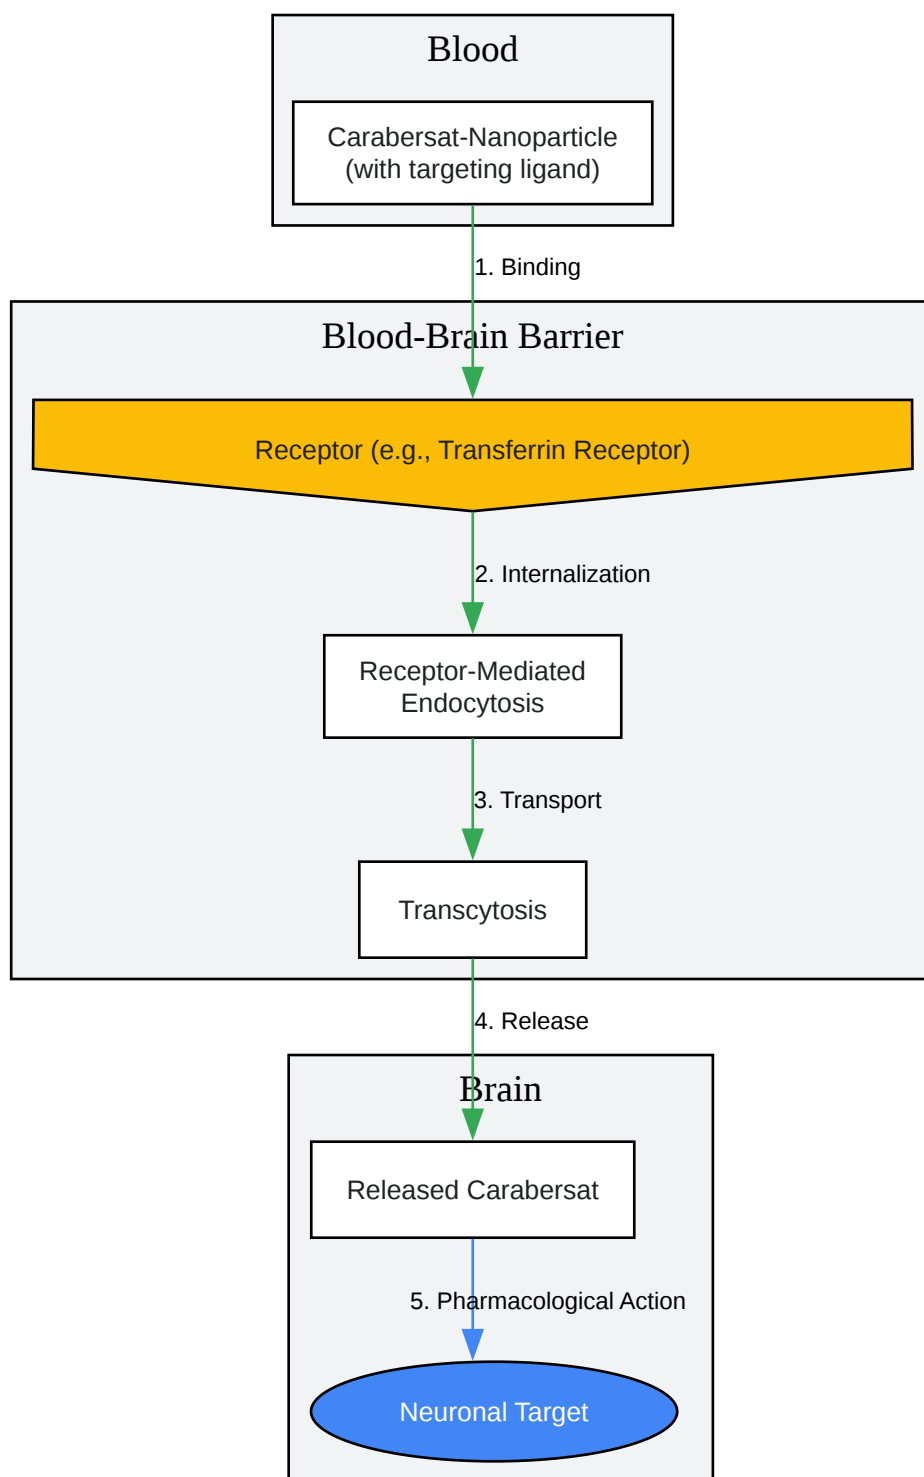 Blood
Carabersat-Nanoparticle
(with targeting ligand)
1. Binding
Blood-Brain Barrier
Receptor (e.g., Transferrin Receptor)
2. Internalization
Receptor-Mediated
Endocytosis
3. Transport
Transcytosis
4. Release
Brain
Released Carabersat
5. Pharmacological Action
Neuronal Target